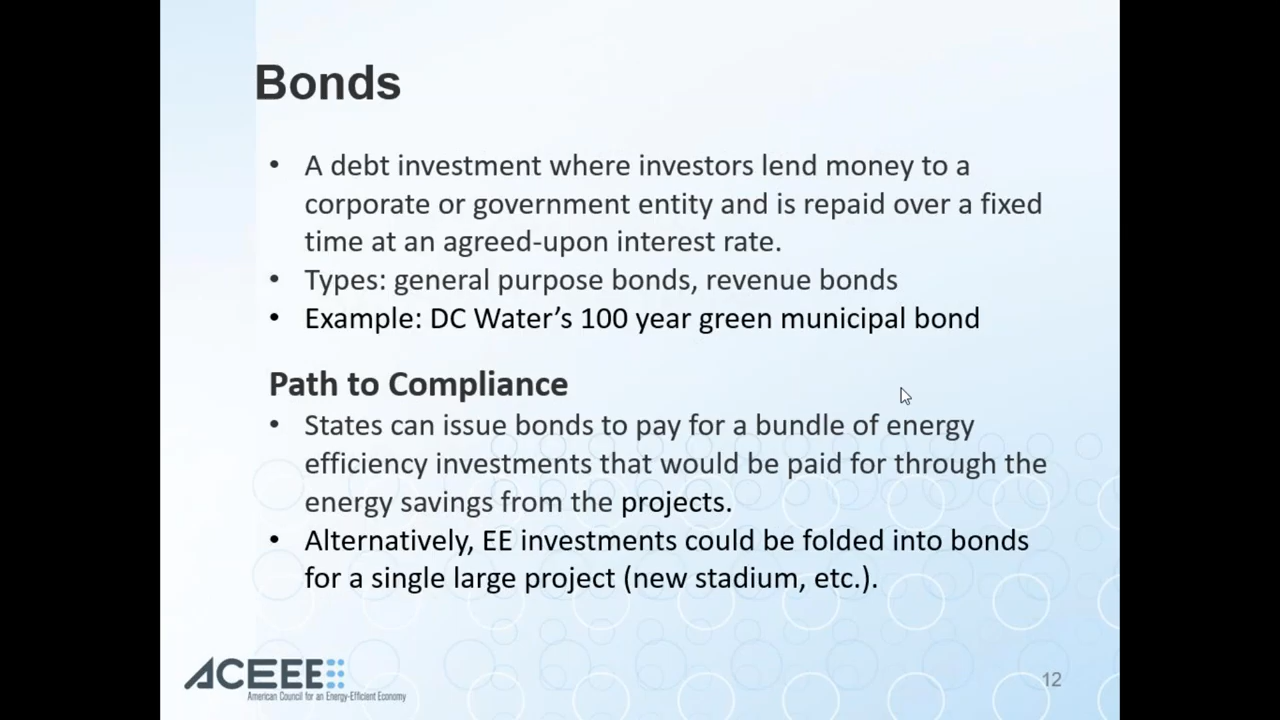 Bonds
• A debt investment where investors lend money to a
corporate or government entity and is repaid over a fixed
time at an agreed-upon interest rate.
• Types: general purpose bonds, revenue bonds
• Example: DC Water’s 100 year green municipal bond
Path to Compliance
• States can issue bonds to pay for a bundle of energy
efficiency investments that would be paid for through the
energy savings from the projects.
• Alternatively, EE investments could be folded into bonds
for a single large project (new stadium, etc.).
ACEEE
American Council for an Energy-Efficient Economy
12